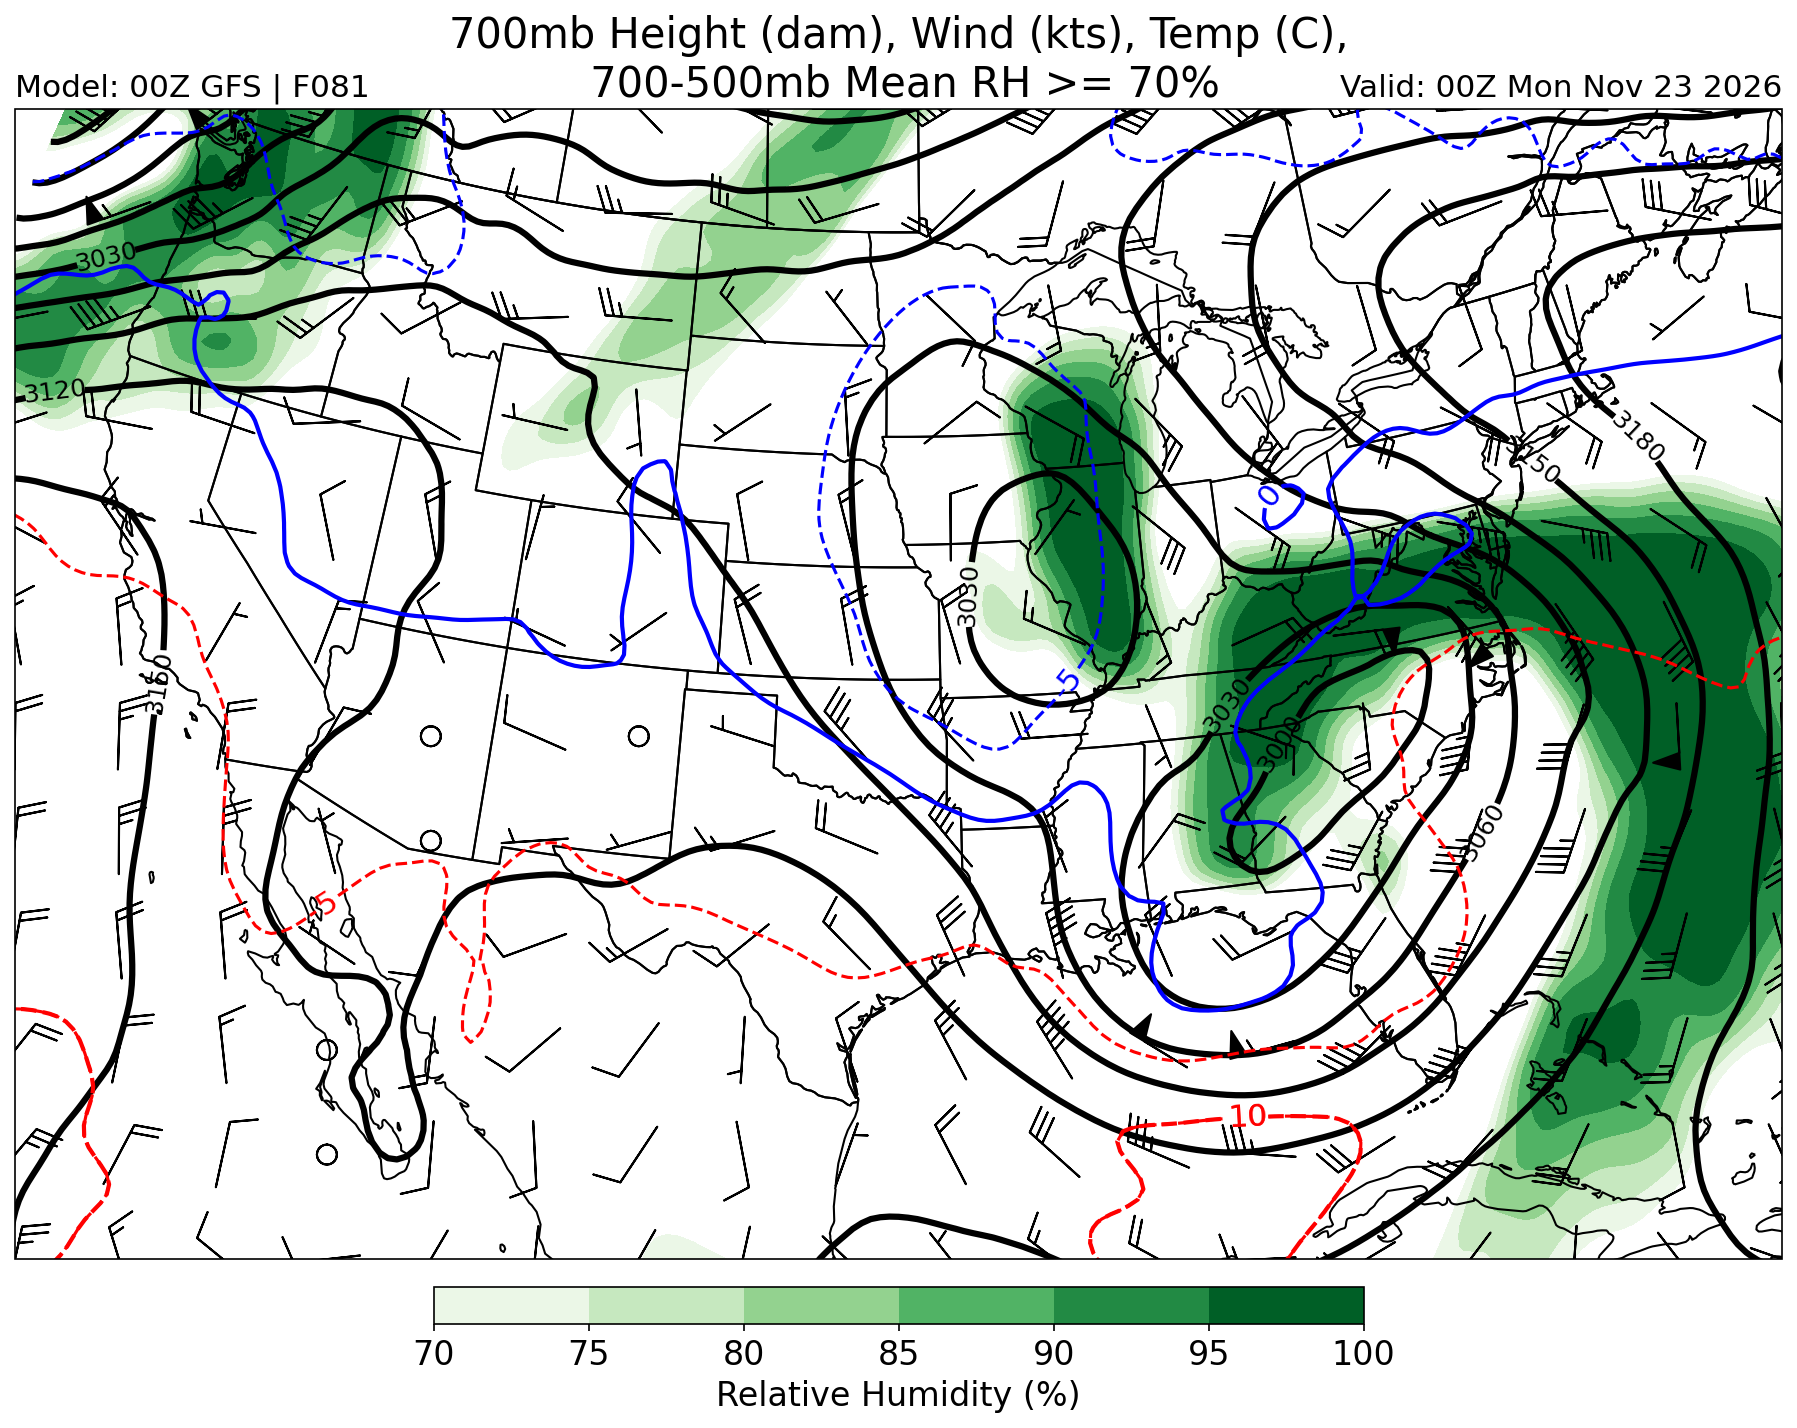 700mb Height (dam), Wind (kts), Temp (C),
700-500mb Mean RH >= 70%
Model: 00Z GFS | F081
Valid: 00Z Mon Nov 23 2026
3030
3120
3180
3150
0
3030
3150
-5
3030
3000
3060
5
10
70 75 80 85 90 95 100
Relative Humidity (%)